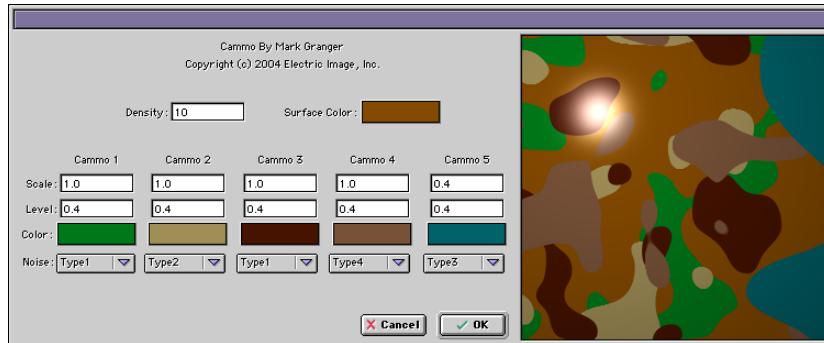 Cammo By Mark Granger
Copyright (c) 2004 Electric Image, Inc.
Density: 10 Surface Color:
Cammo 1 Cammo 2 Cammo 3 Cammo 4 Cammo 5
Scale: 1.0 1.0 1.0 1.0 0.4
Level: 0.4 0.4 0.4 0.4 0.4
Color:
Noise: Type1 Type2 Type1 Type4 Type3
Cancel OK